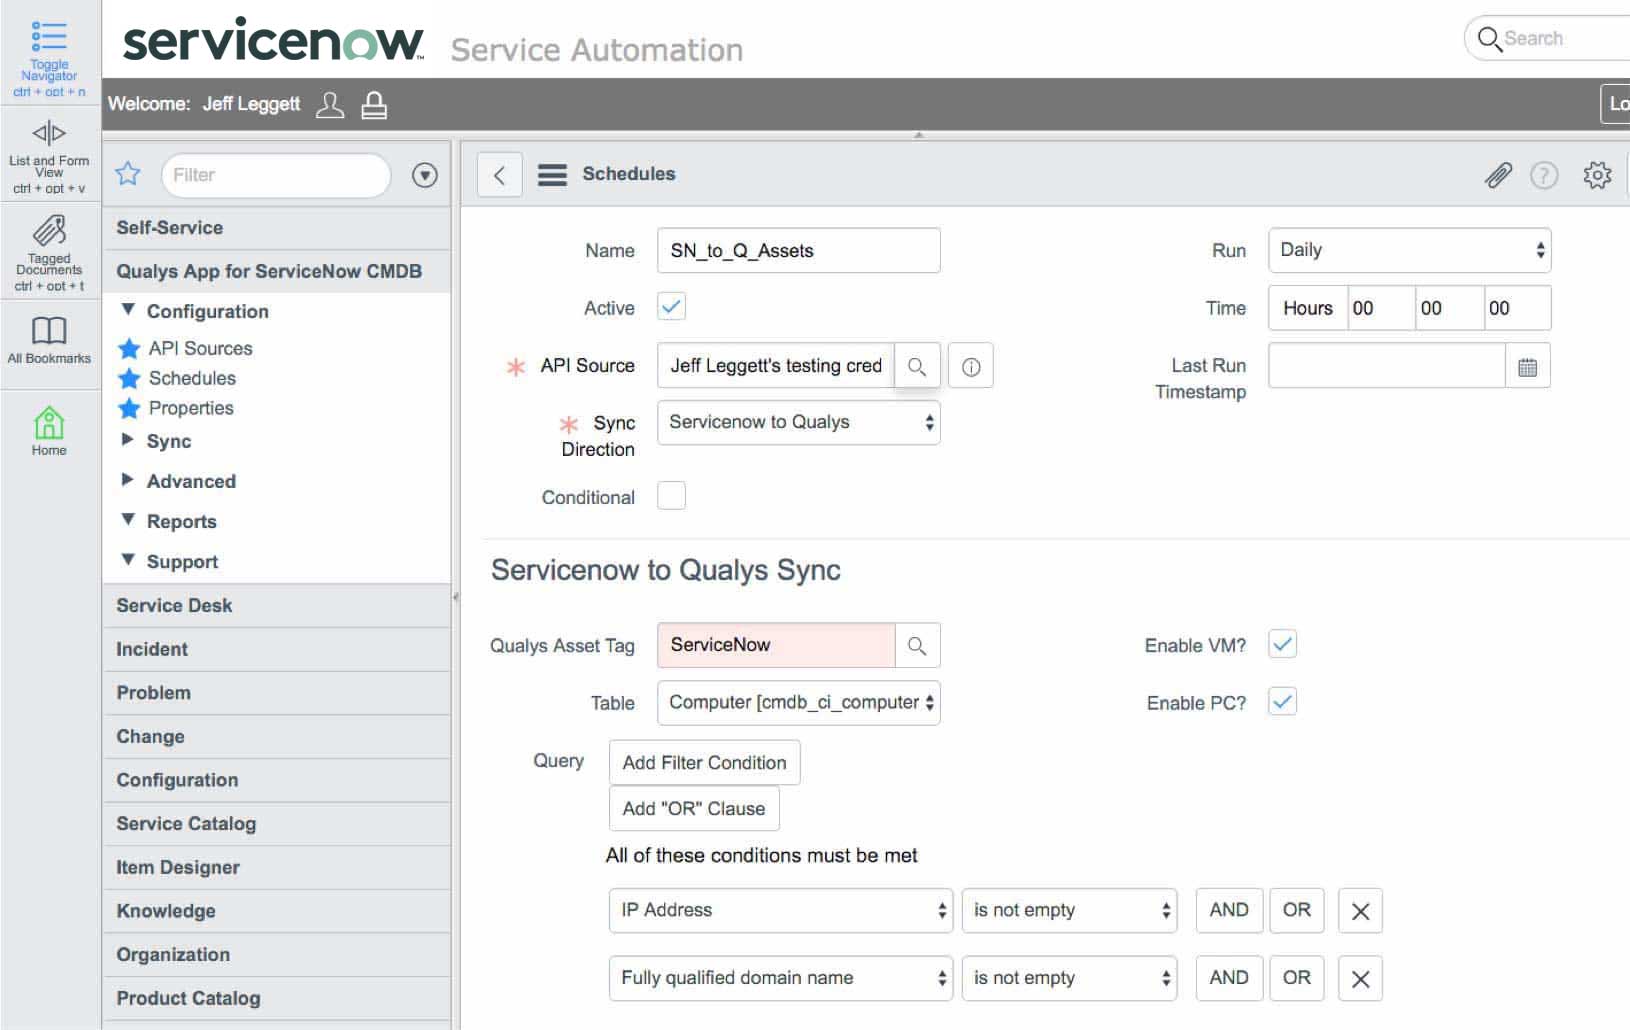 servicenow™ Service Automation
Search
Toggle
Navigator
ctrl + opt + n
List and Form
View
ctrl + opt + v
Tagged
Documents
ctrl + opt + t
All Bookmarks
Home
Welcome: Jeff Leggett
Lo
Filter
Self-Service
Qualys App for ServiceNow CMDB
Configuration
API Sources
Schedules
Properties
Sync
Advanced
Reports
Support
Service Desk
Incident
Problem
Change
Configuration
Service Catalog
Item Designer
Knowledge
Organization
Product Catalog
Schedules
Name SN_to_Q_Assets
Run Daily
Active
Time Hours 00 00 00
API Source Jeff Leggett's testing cred
Last Run
Timestamp
Sync
Direction
Servicenow to Qualys
Conditional
Servicenow to Qualys Sync
Qualys Asset Tag ServiceNow
Enable VM?
Table Computer [cmdb_ci_computer
Enable PC?
Query Add Filter Condition
Add "OR" Clause
All of these conditions must be met
IP Address is not empty AND OR
Fully qualified domain name is not empty AND OR